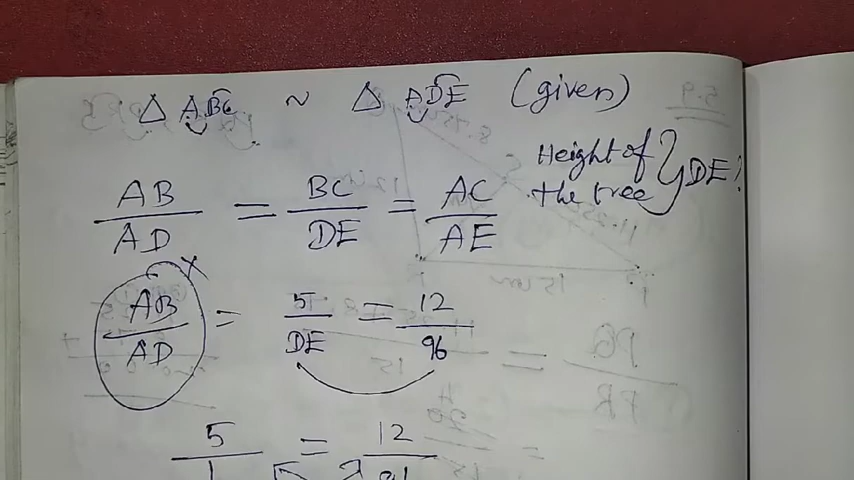 △ ABC ~ △ ADE (given)
Height of the tree } DE?
AB/AD = BC/DE = AC/AE
AB/AD = 5/DE = 12/96
5/ = 12/